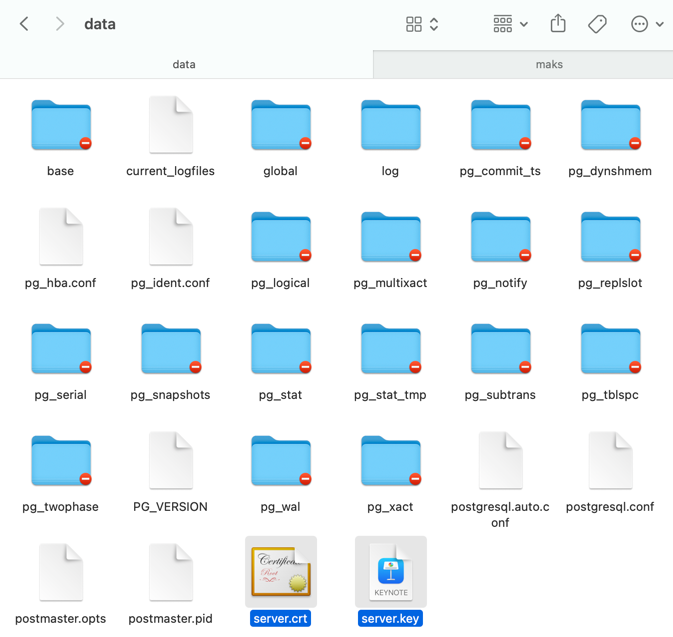 data
data
maks
base
current_logfiles
global
log
pg_commit_ts
pg_dynshmem
pg_hba.conf
pg_ident.conf
pg_logical
pg_multixact
pg_notify
pg_replslot
pg_serial
pg_snapshots
pg_stat
pg_stat_tmp
pg_subtrans
pg_tblspc
pg_twophase
PG_VERSION
pg_wal
pg_xact
postgresql.auto.c
onf
postgresql.conf
postmaster.opts
postmaster.pid
Certifica
Root
server.crt
KEYNOTE
server.key